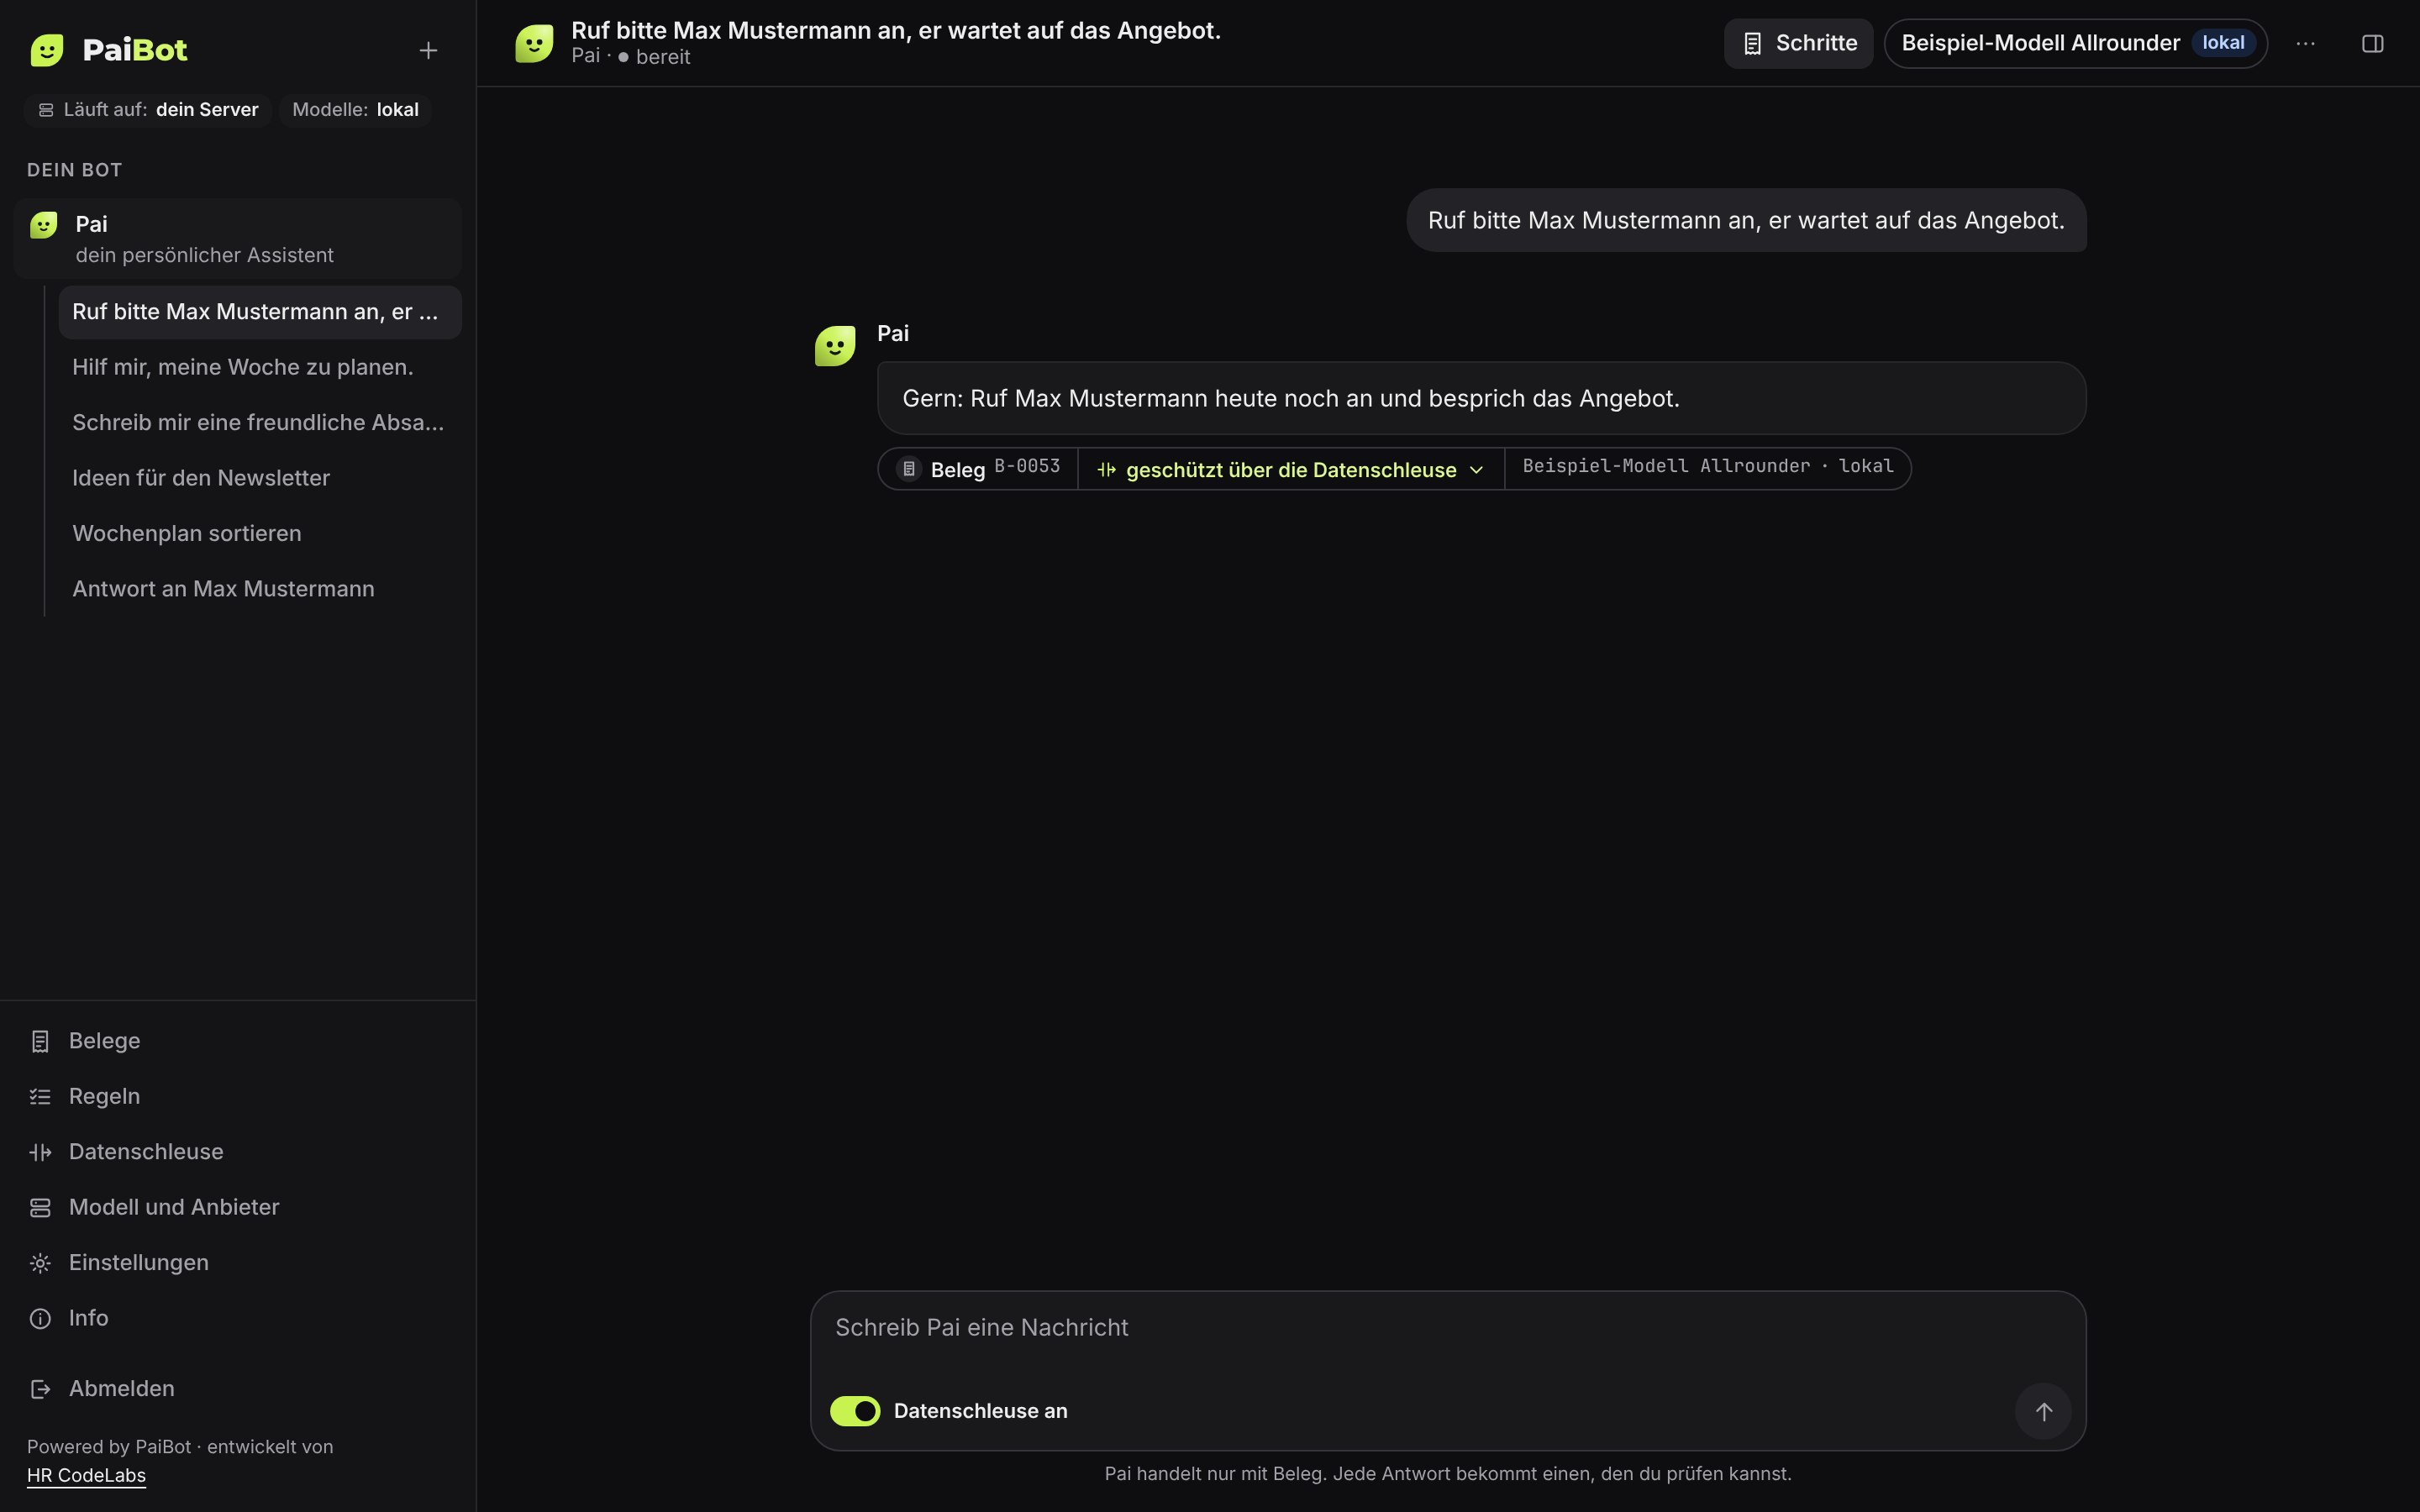 PaiBot
Läuft auf: dein Server
Modelle: lokal
DEIN BOT
Pai
dein persönlicher Assistent
Ruf bitte Max Mustermann an, er ...
Hilf mir, meine Woche zu planen.
Schreib mir eine freundliche Absa...
Ideen für den Newsletter
Wochenplan sortieren
Antwort an Max Mustermann
Belege
Regeln
Datenschleuse
Modell und Anbieter
Einstellungen
Info
Abmelden
Powered by PaiBot · entwickelt von
HR CodeLabs
Ruf bitte Max Mustermann an, er wartet auf das Angebot.
Pai · bereit
Schritte
Beispiel-Modell Allrounder lokal
Ruf bitte Max Mustermann an, er wartet auf das Angebot.
Pai
Gern: Ruf Max Mustermann heute noch an und besprich das Angebot.
Beleg B-0053
geschützt über die Datenschleuse
Beispiel-Modell Allrounder · lokal
Schreib Pai eine Nachricht
Datenschleuse an
Pai handelt nur mit Beleg. Jede Antwort bekommt einen, den du prüfen kannst.